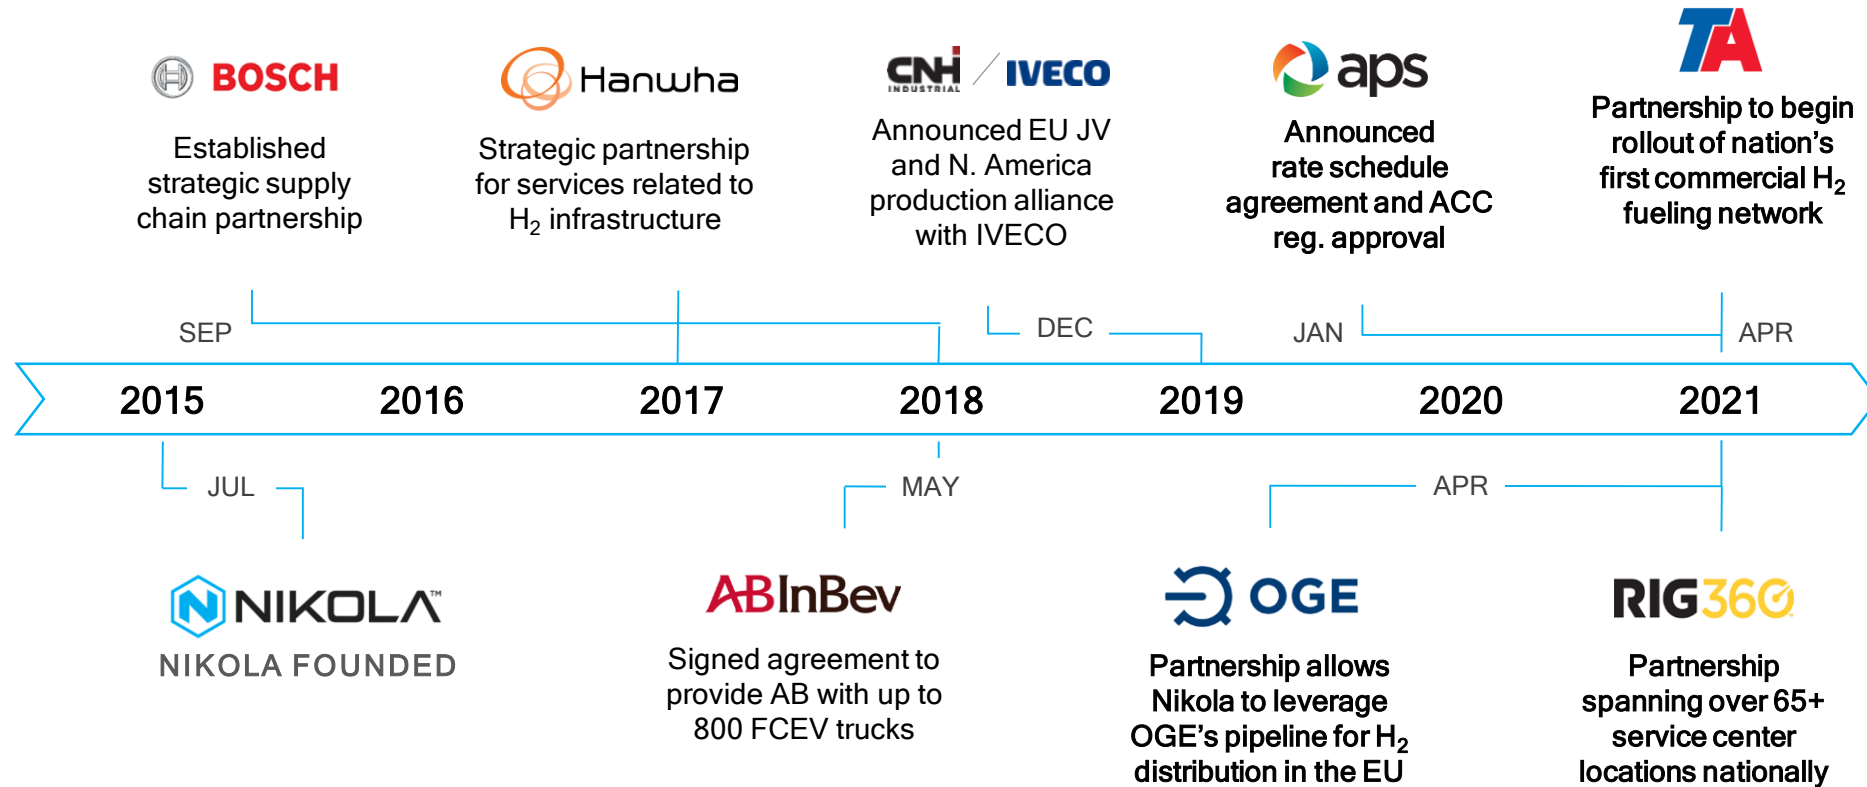 BOSCH
Established
strategic supply
chain partnership
Hanwha
Strategic partnership
for services related to
H₂ infrastructure
CNH
INDUSTRIAL
IVECO
Announced EU JV
and N. America
production alliance
with IVECO
aps
Announced
rate schedule
agreement and ACC
reg. approval
TA
Partnership to begin
rollout of nation’s
first commercial H₂
fueling network
SEP
DEC
JAN
APR
2015
2016
2017
2018
2019
2020
2021
JUL
MAY
APR
NIKOLA™
NIKOLA FOUNDED
ABInBev
Signed agreement to
provide AB with up to
800 FCEV trucks
OGE
Partnership allows
Nikola to leverage
OGE’s pipeline for H₂
distribution in the EU
RIG360
Partnership
spanning over 65+
service center
locations nationally